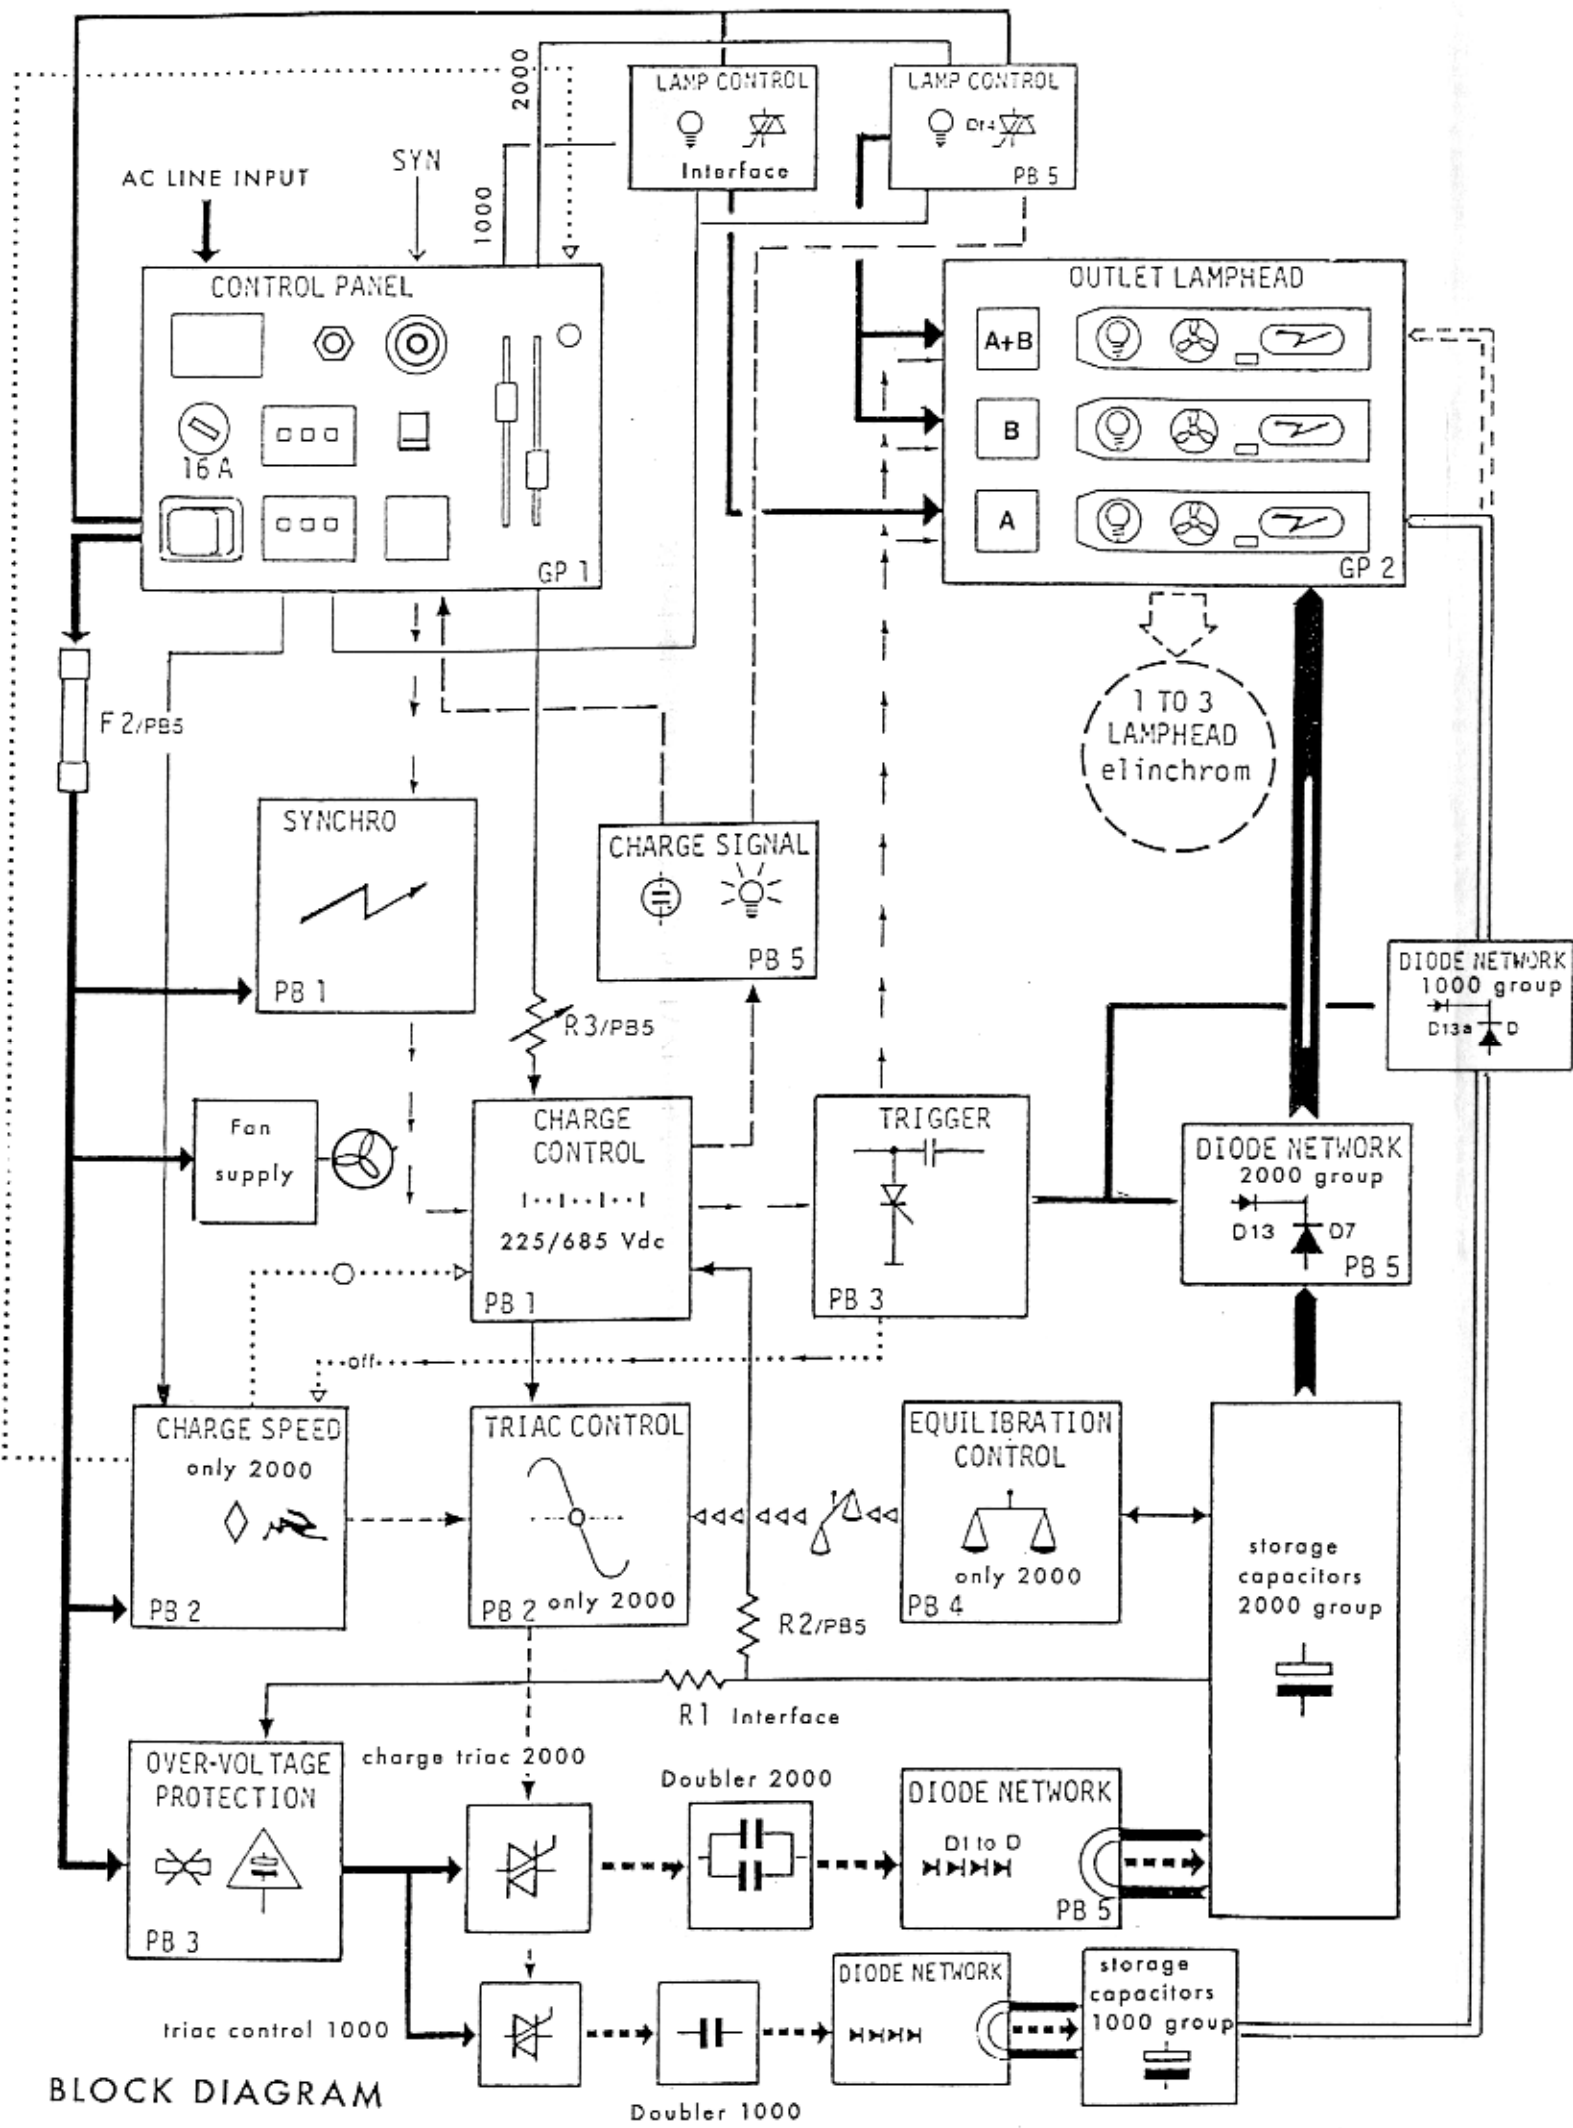 2000
LAMP CONTROL
Interface
LAMP CONTROL
D14
PB 5
AC LINE INPUT
SYN
1000
CONTROL PANEL
16 A
GP 1
OUTLET LAMPHEAD
A+B
B
A
GP 2
F2/PB5
1 TO 3
LAMPHEAD
elinchrom
SYNCHRO
PB 1
CHARGE SIGNAL
PB 5
R3/PB5
DIODE NETWORK
1000 group
D13a D
Fan
supply
CHARGE
CONTROL
225/685 Vdc
PB 1
TRIGGER
PB 3
DIODE NETWORK
2000 group
D13 D7
PB 5
off
CHARGE SPEED
only 2000
PB 2
TRIAC CONTROL
PB 2 only 2000
EQUILIBRATION
CONTROL
only 2000
PB 4
storage
capacitors
2000 group
R2/PB5
R1 Interface
OVER-VOLTAGE
PROTECTION
PB 3
charge triac 2000
Doubler 2000
DIODE NETWORK
D1 to D
PB 5
triac control 1000
Doubler 1000
DIODE NETWORK
storage
capacitors
1000 group
BLOCK DIAGRAM